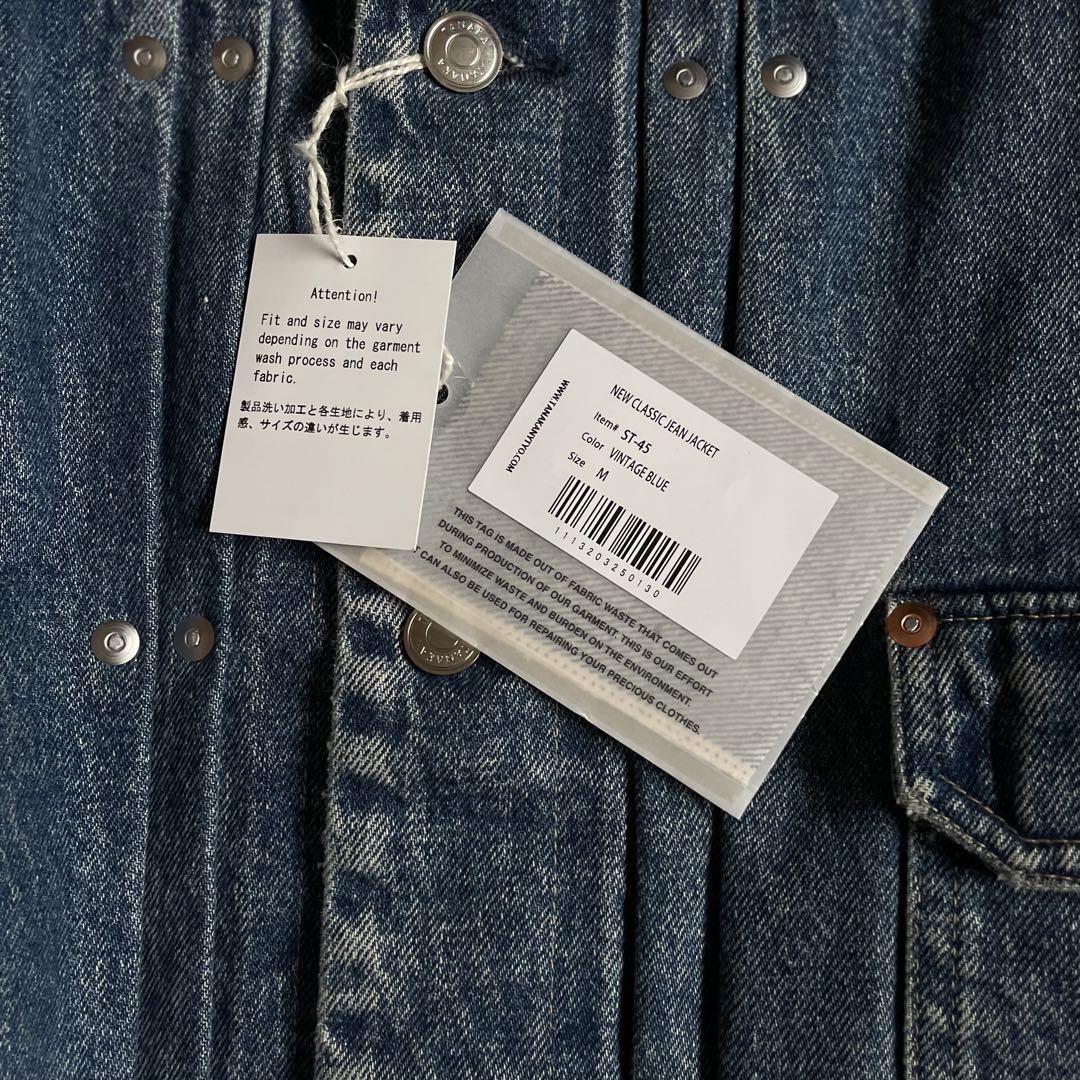 TANAKA
TANAKA
Attention!
Fit and size may vary
depending on the garment
wash process and each
fabric.
製品洗い加工と各生地により、着用
感、サイズの違いが生じます。
WWW.TANAKANYTYO.COM
NEW CLASSIC JEAN JACKET
Item# ST-45
Color VINTAGE BLUE
Size M
1113203250130
THIS TAG IS MADE OUT OF FABRIC WASTE THAT COMES OUT
DURING PRODUCTION OF OUR GARMENT. THIS IS OUR EFFORT
TO MINIMIZE WASTE AND BURDEN ON THE ENVIRONMENT.
CAN ALSO BE USED FOR REPAIRING YOUR PRECIOUS CLOTHES.
TANAKA